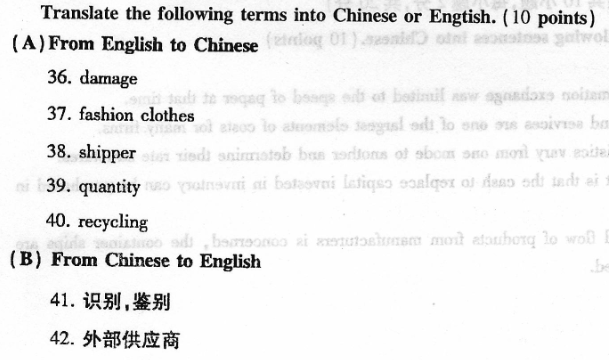 Translate the following terms into Chinese or Engtish. (10 points)
(A) From English to Chinese
36. damage
37. fashion clothes
38. shipper
39. quantity
40. recycling
(B) From Chinese to English
41. 识别,鉴别
42. 外部供应商